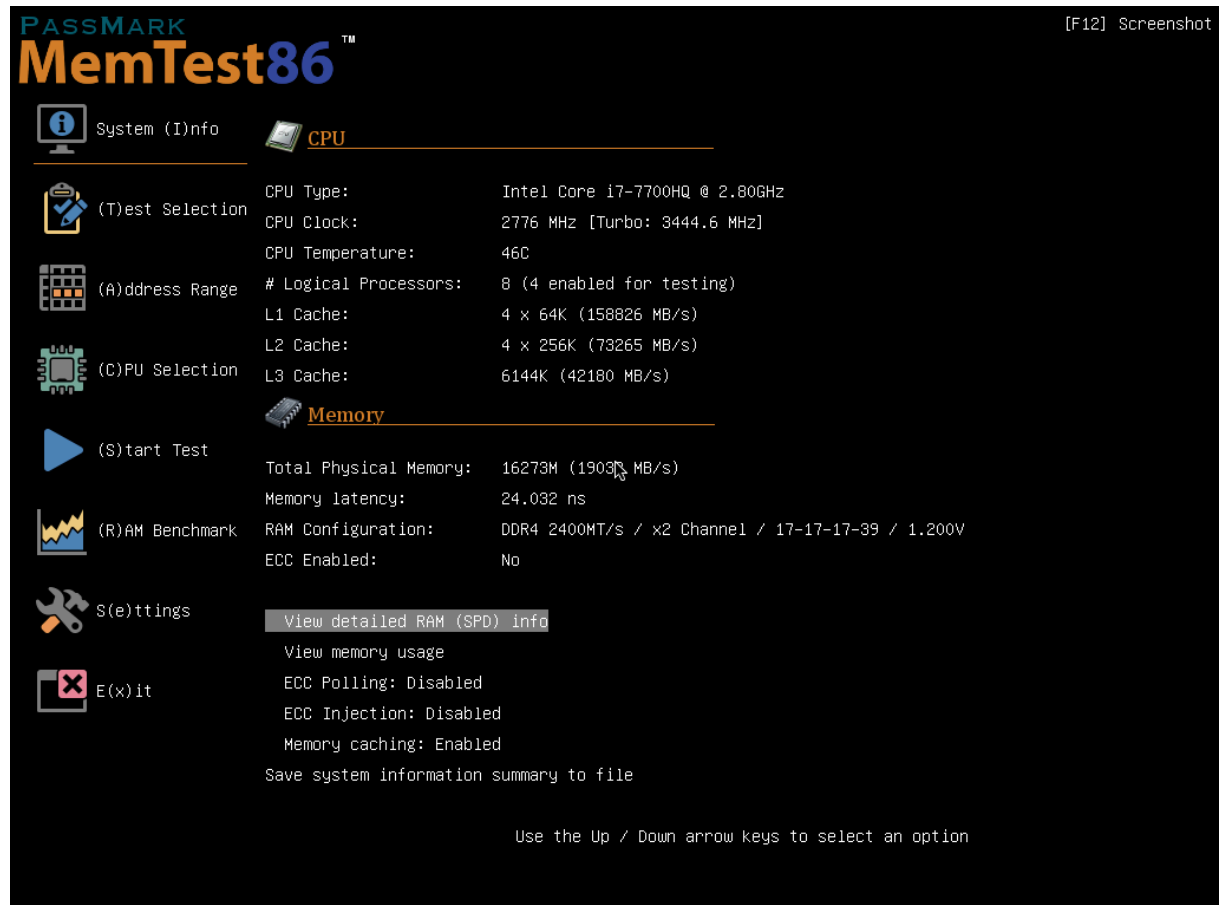 PASSMARK
MemTest86™
[F12] Screenshot
System (I)nfo
(T)est Selection
(A)ddress Range
(C)PU Selection
(S)tart Test
(R)AM Benchmark
S(e)ttings
E(x)it
CPU
CPU Type: Intel Core i7-7700HQ @ 2.80GHz
CPU Clock: 2776 MHz [Turbo: 3444.6 MHz]
CPU Temperature: 46C
# Logical Processors: 8 (4 enabled for testing)
L1 Cache: 4 x 64K (158826 MB/s)
L2 Cache: 4 x 256K (73265 MB/s)
L3 Cache: 6144K (42180 MB/s)
Memory
Total Physical Memory: 16273M MB/s)
Memory latency: 24.032 ns
RAM Configuration: DDR4 2400MT/s / x2 Channel / 17-17-17-39 / 1.200V
ECC Enabled: No
View detailed RAM (SPD) info
View memory usage
ECC Polling: Disabled
ECC Injection: Disabled
Memory caching: Enabled
Save system information summary to file
Use the Up / Down arrow keys to select an option